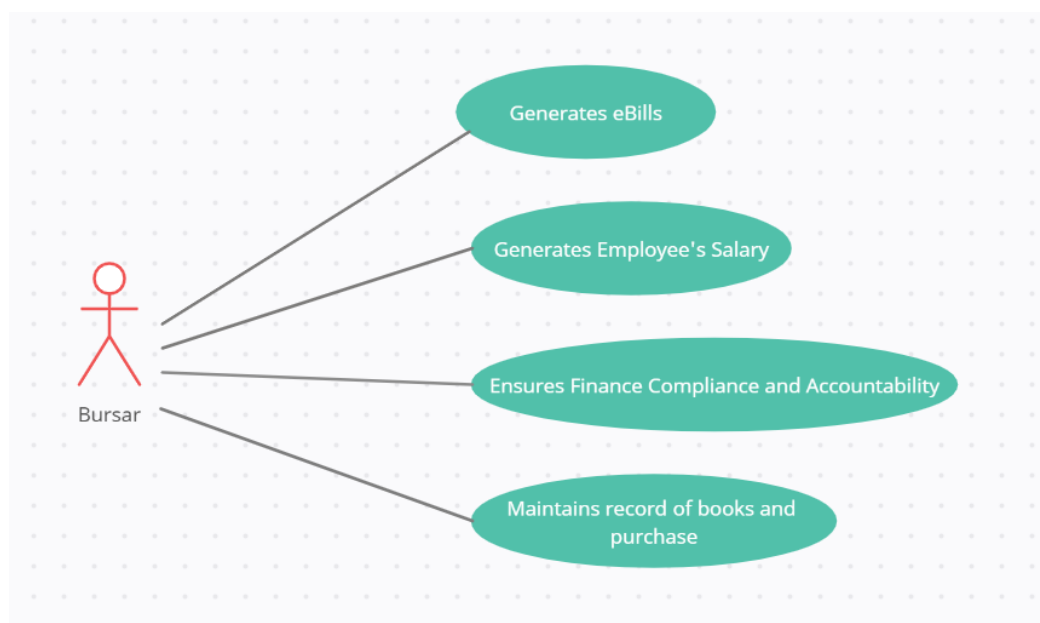 Generates eBills
Generates Employee's Salary
Ensures Finance Compliance and Accountability
Bursar
Maintains record of books and
purchase